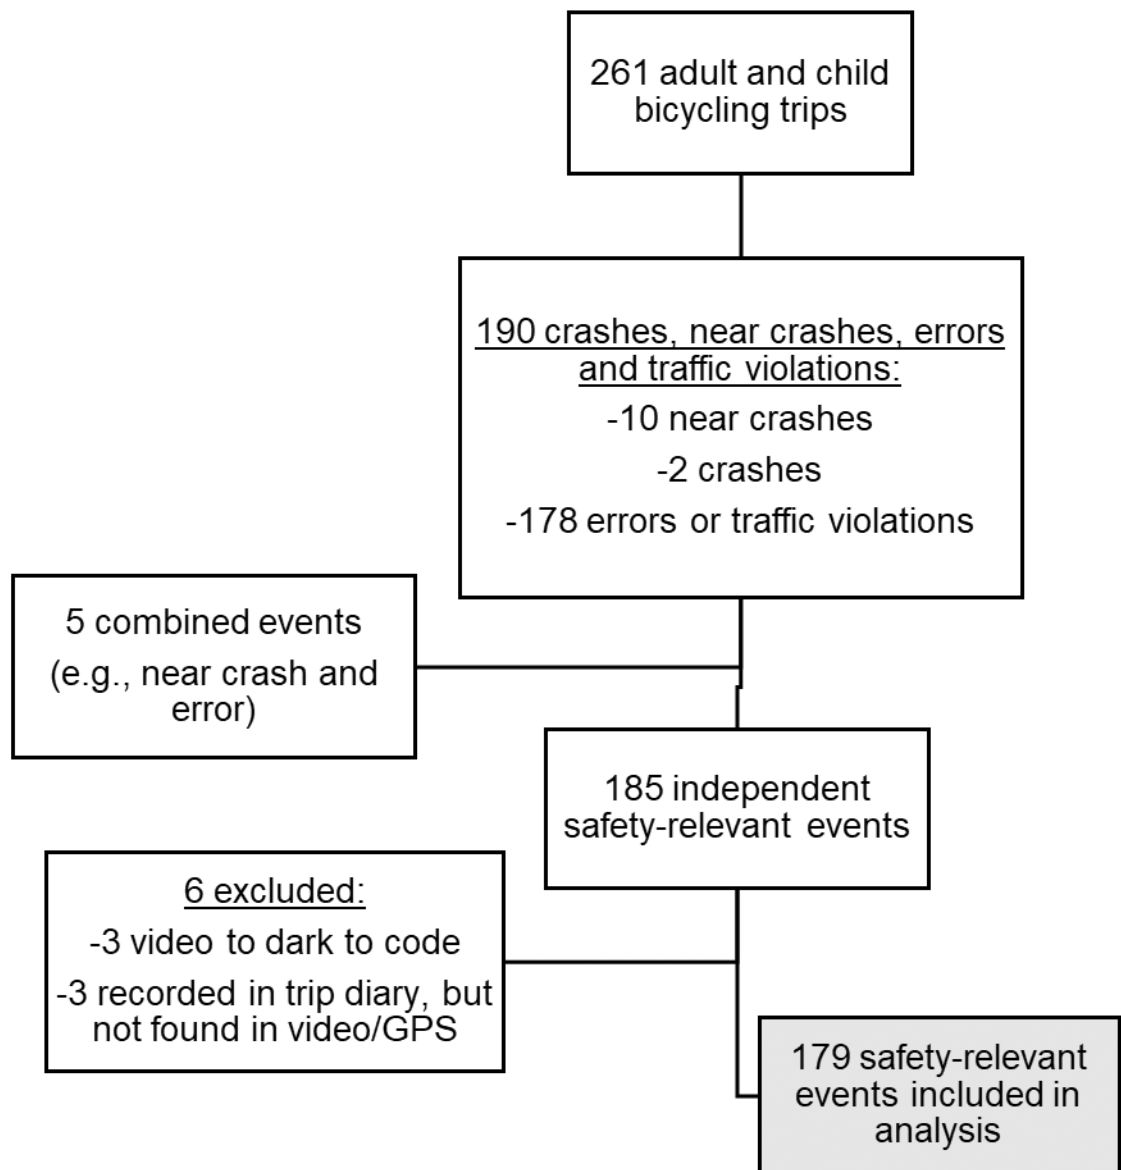 261 adult and child
bicycling trips
190 crashes, near crashes, errors
and traffic violations:
-10 near crashes
-2 crashes
-178 errors or traffic violations
5 combined events
(e.g., near crash and
error)
185 independent
safety-relevant events
6 excluded:
-3 video to dark to code
-3 recorded in trip diary, but
not found in video/GPS
179 safety-relevant
events included in
analysis